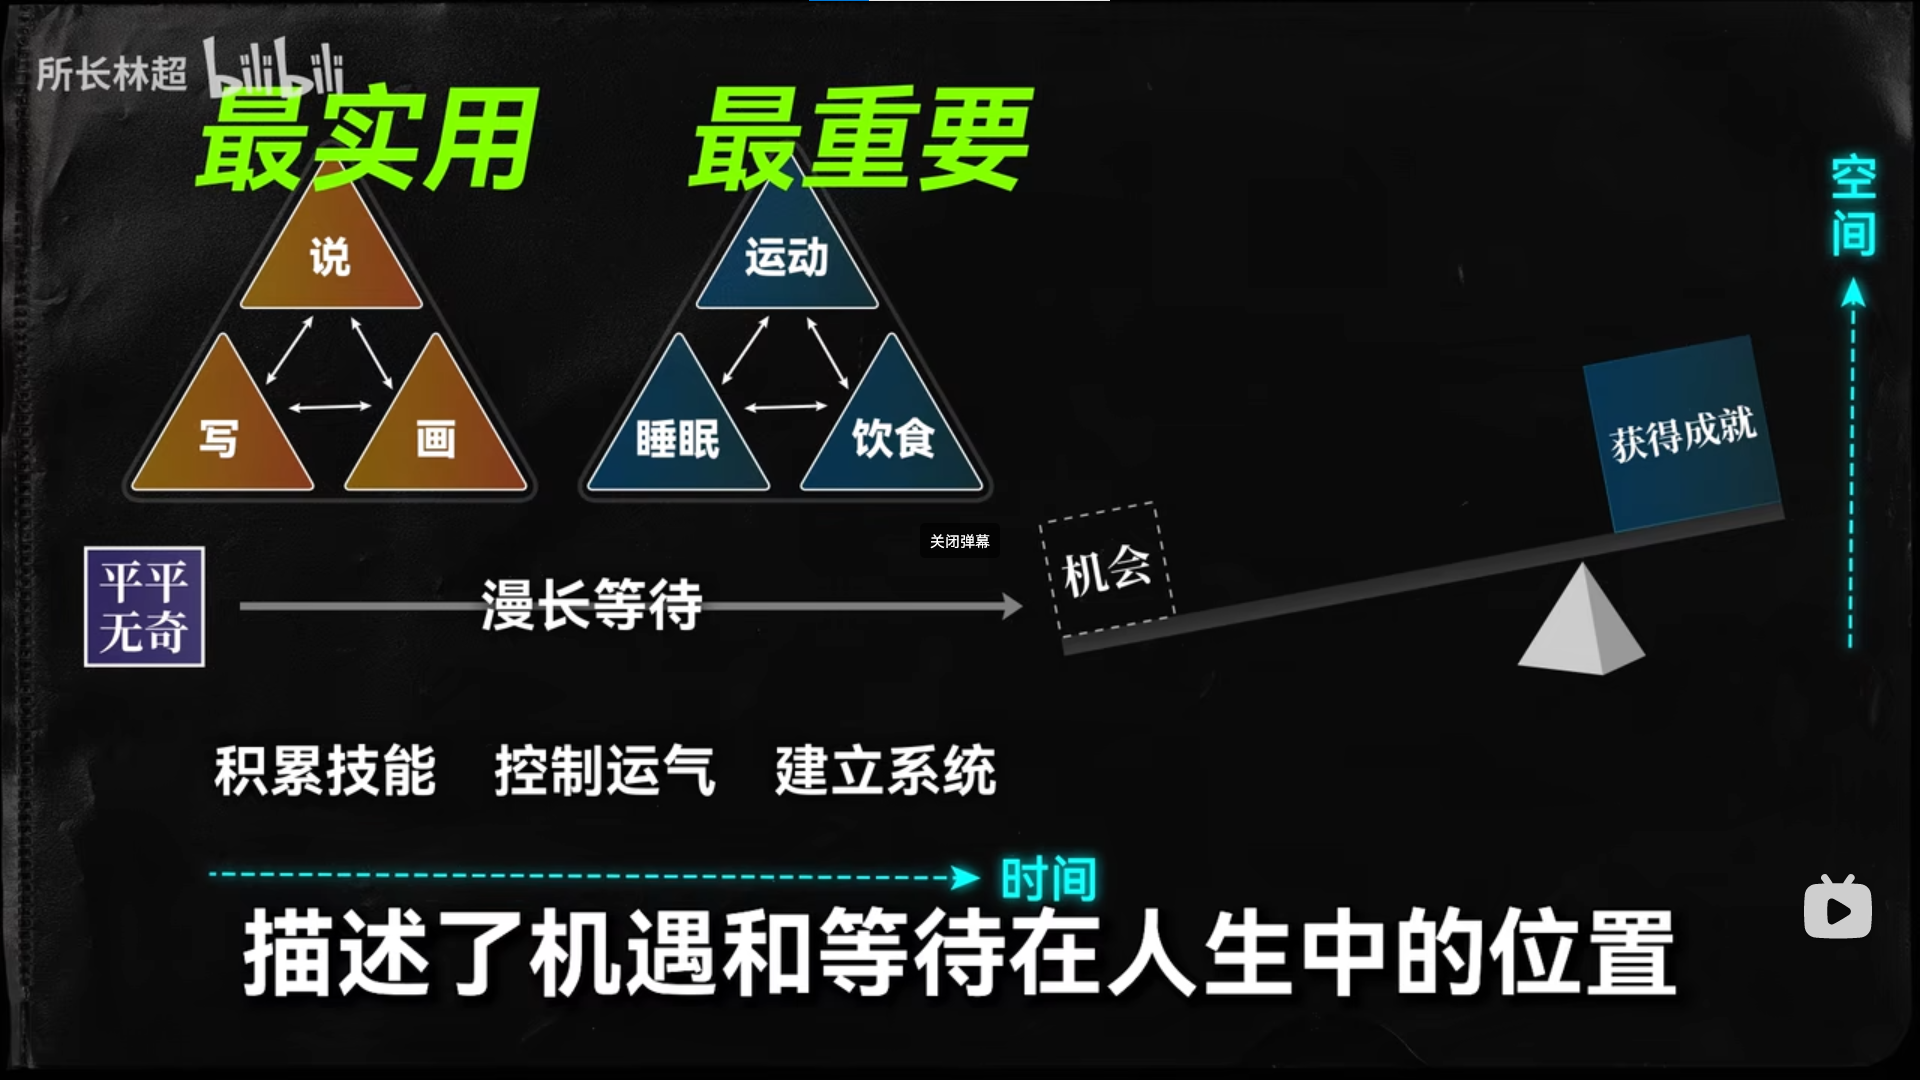 所长林超 bilibili
最实用
最重要
说
写
画
运动
睡眠
饮食
空间
获得成就
关闭弹幕
机会
平平
无奇
漫长等待
积累技能 控制运气 建立系统
时间
描述了机遇和等待在人生中的位置